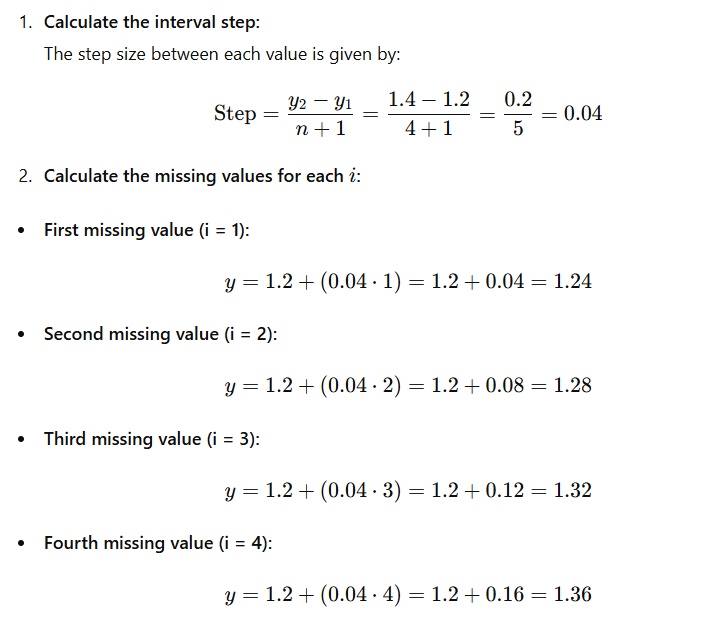 1. Calculate the interval step:
The step size between each value is given by:
Step = \frac{y_2 - y_1}{n + 1} = \frac{1.4 - 1.2}{4 + 1} = \frac{0.2}{5} = 0.04
2. Calculate the missing values for each i:
• First missing value (i = 1):
y = 1.2 + (0.04 · 1) = 1.2 + 0.04 = 1.24
• Second missing value (i = 2):
y = 1.2 + (0.04 · 2) = 1.2 + 0.08 = 1.28
• Third missing value (i = 3):
y = 1.2 + (0.04 · 3) = 1.2 + 0.12 = 1.32
• Fourth missing value (i = 4):
y = 1.2 + (0.04 · 4) = 1.2 + 0.16 = 1.36